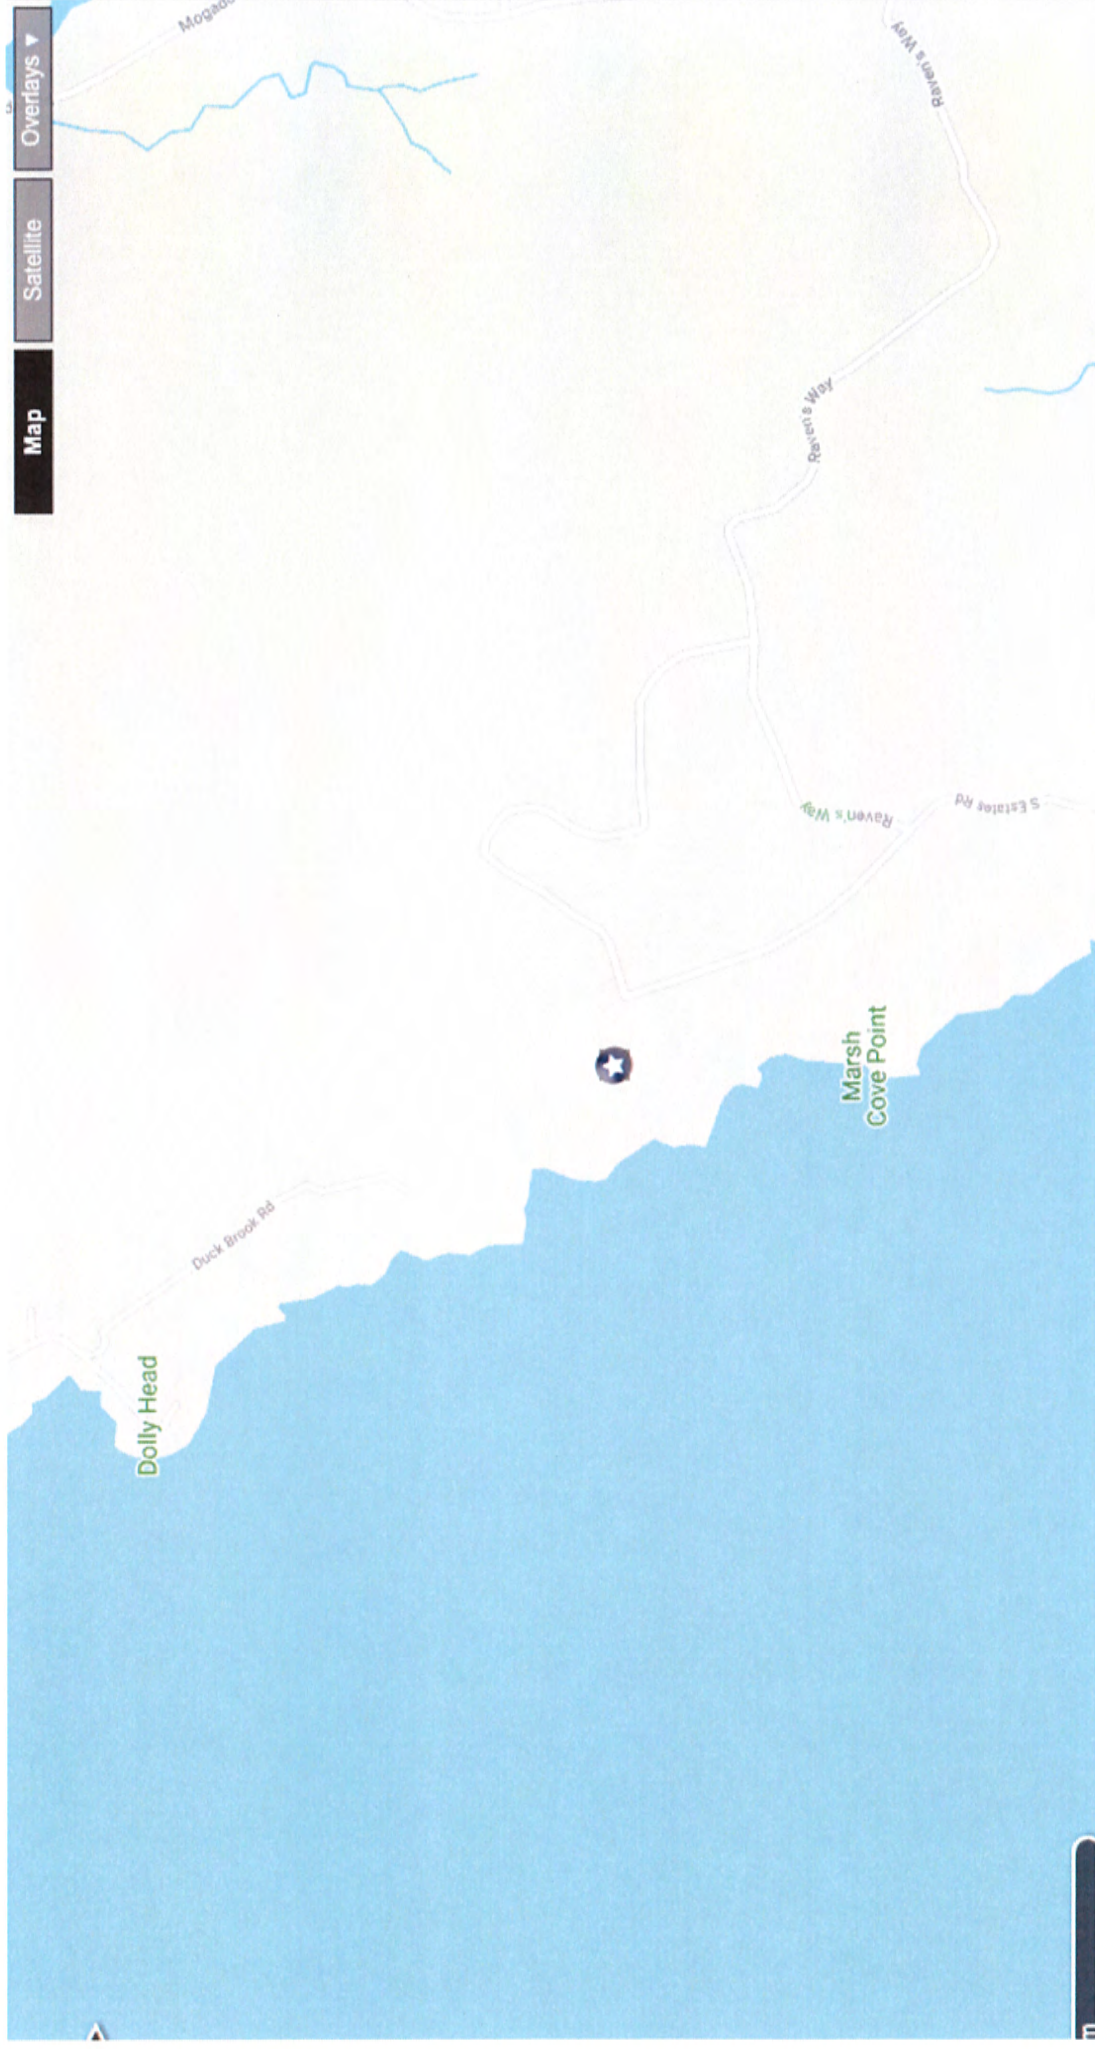 Map
Satellite
Overlays ▼
Raven's Way
Raven's Way
Raven's Way
S Estates Rd
Duck Brook Rd
Dolly Head
Marsh
Cove Point